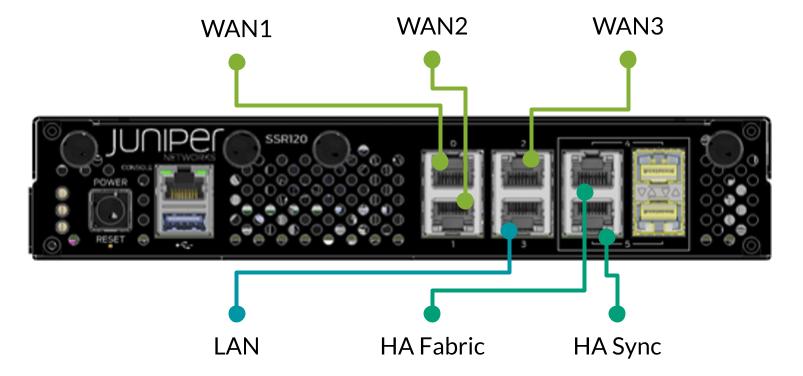 WAN1
WAN2
WAN3
JUNIPER
NETWORKS
SSR120
CONSOLE
POWER
RESET
0
2
4
1
3
5
LAN
HA Fabric
HA Sync